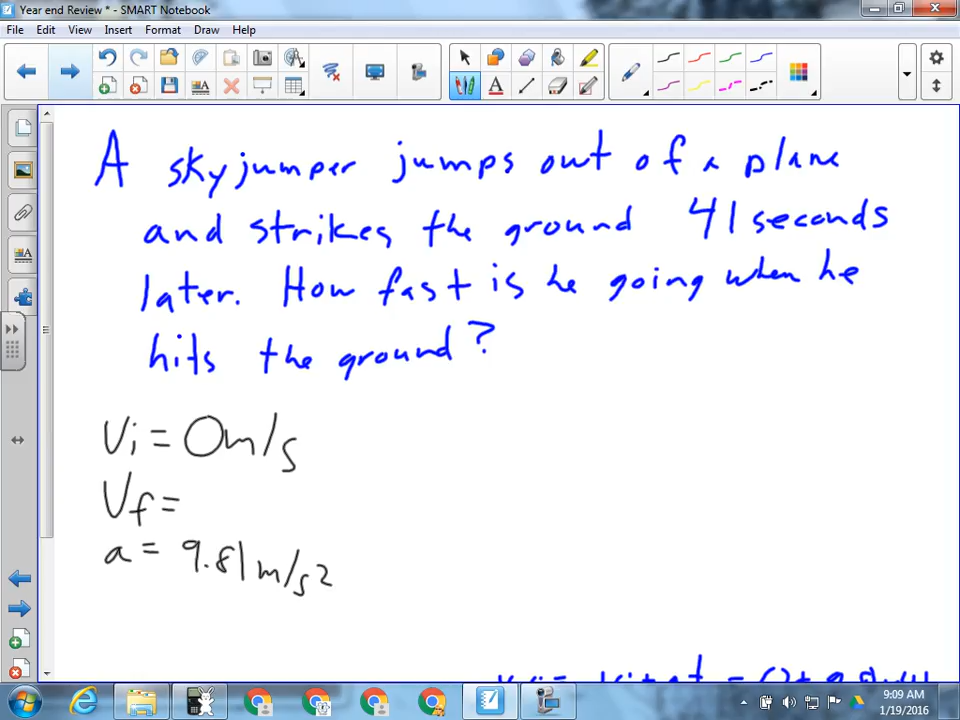 Year end Review * - SMART Notebook
File Edit View Insert Format Draw Help
A skyjumper jumps out of a plane
and strikes the ground 41 seconds
later. How fast is he going when he
hits the ground?
Vi = 0m/s
Vf =
a = 9.81 m/s2
9:09 AM
1/19/2016